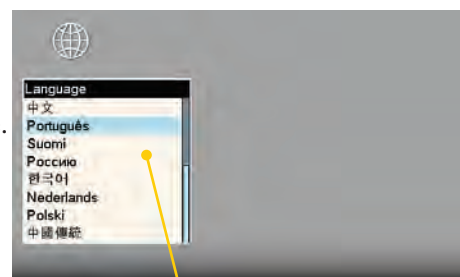 Language
中文
Português
Suomi
Россию
한국어
Nederlands
Polski
中國傳統